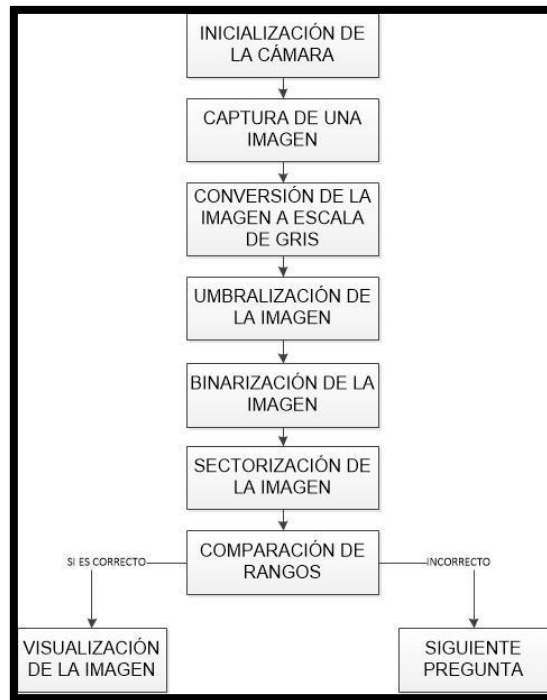 INICIALIZACIÓN DE
LA CÁMARA
CAPTURA DE UNA
IMAGEN
CONVERSIÓN DE LA
IMAGEN A ESCALA
DE GRIS
UMBRALIZACIÓN DE
LA IMAGEN
BINARIZACIÓN DE LA
IMAGEN
SECTORIZACIÓN DE
LA IMAGEN
COMPARACIÓN DE
RANGOS
SI ES CORRECTO
INCORRECTO
VISUALIZACIÓN
DE LA IMAGEN
SIGUIENTE
PREGUNTA